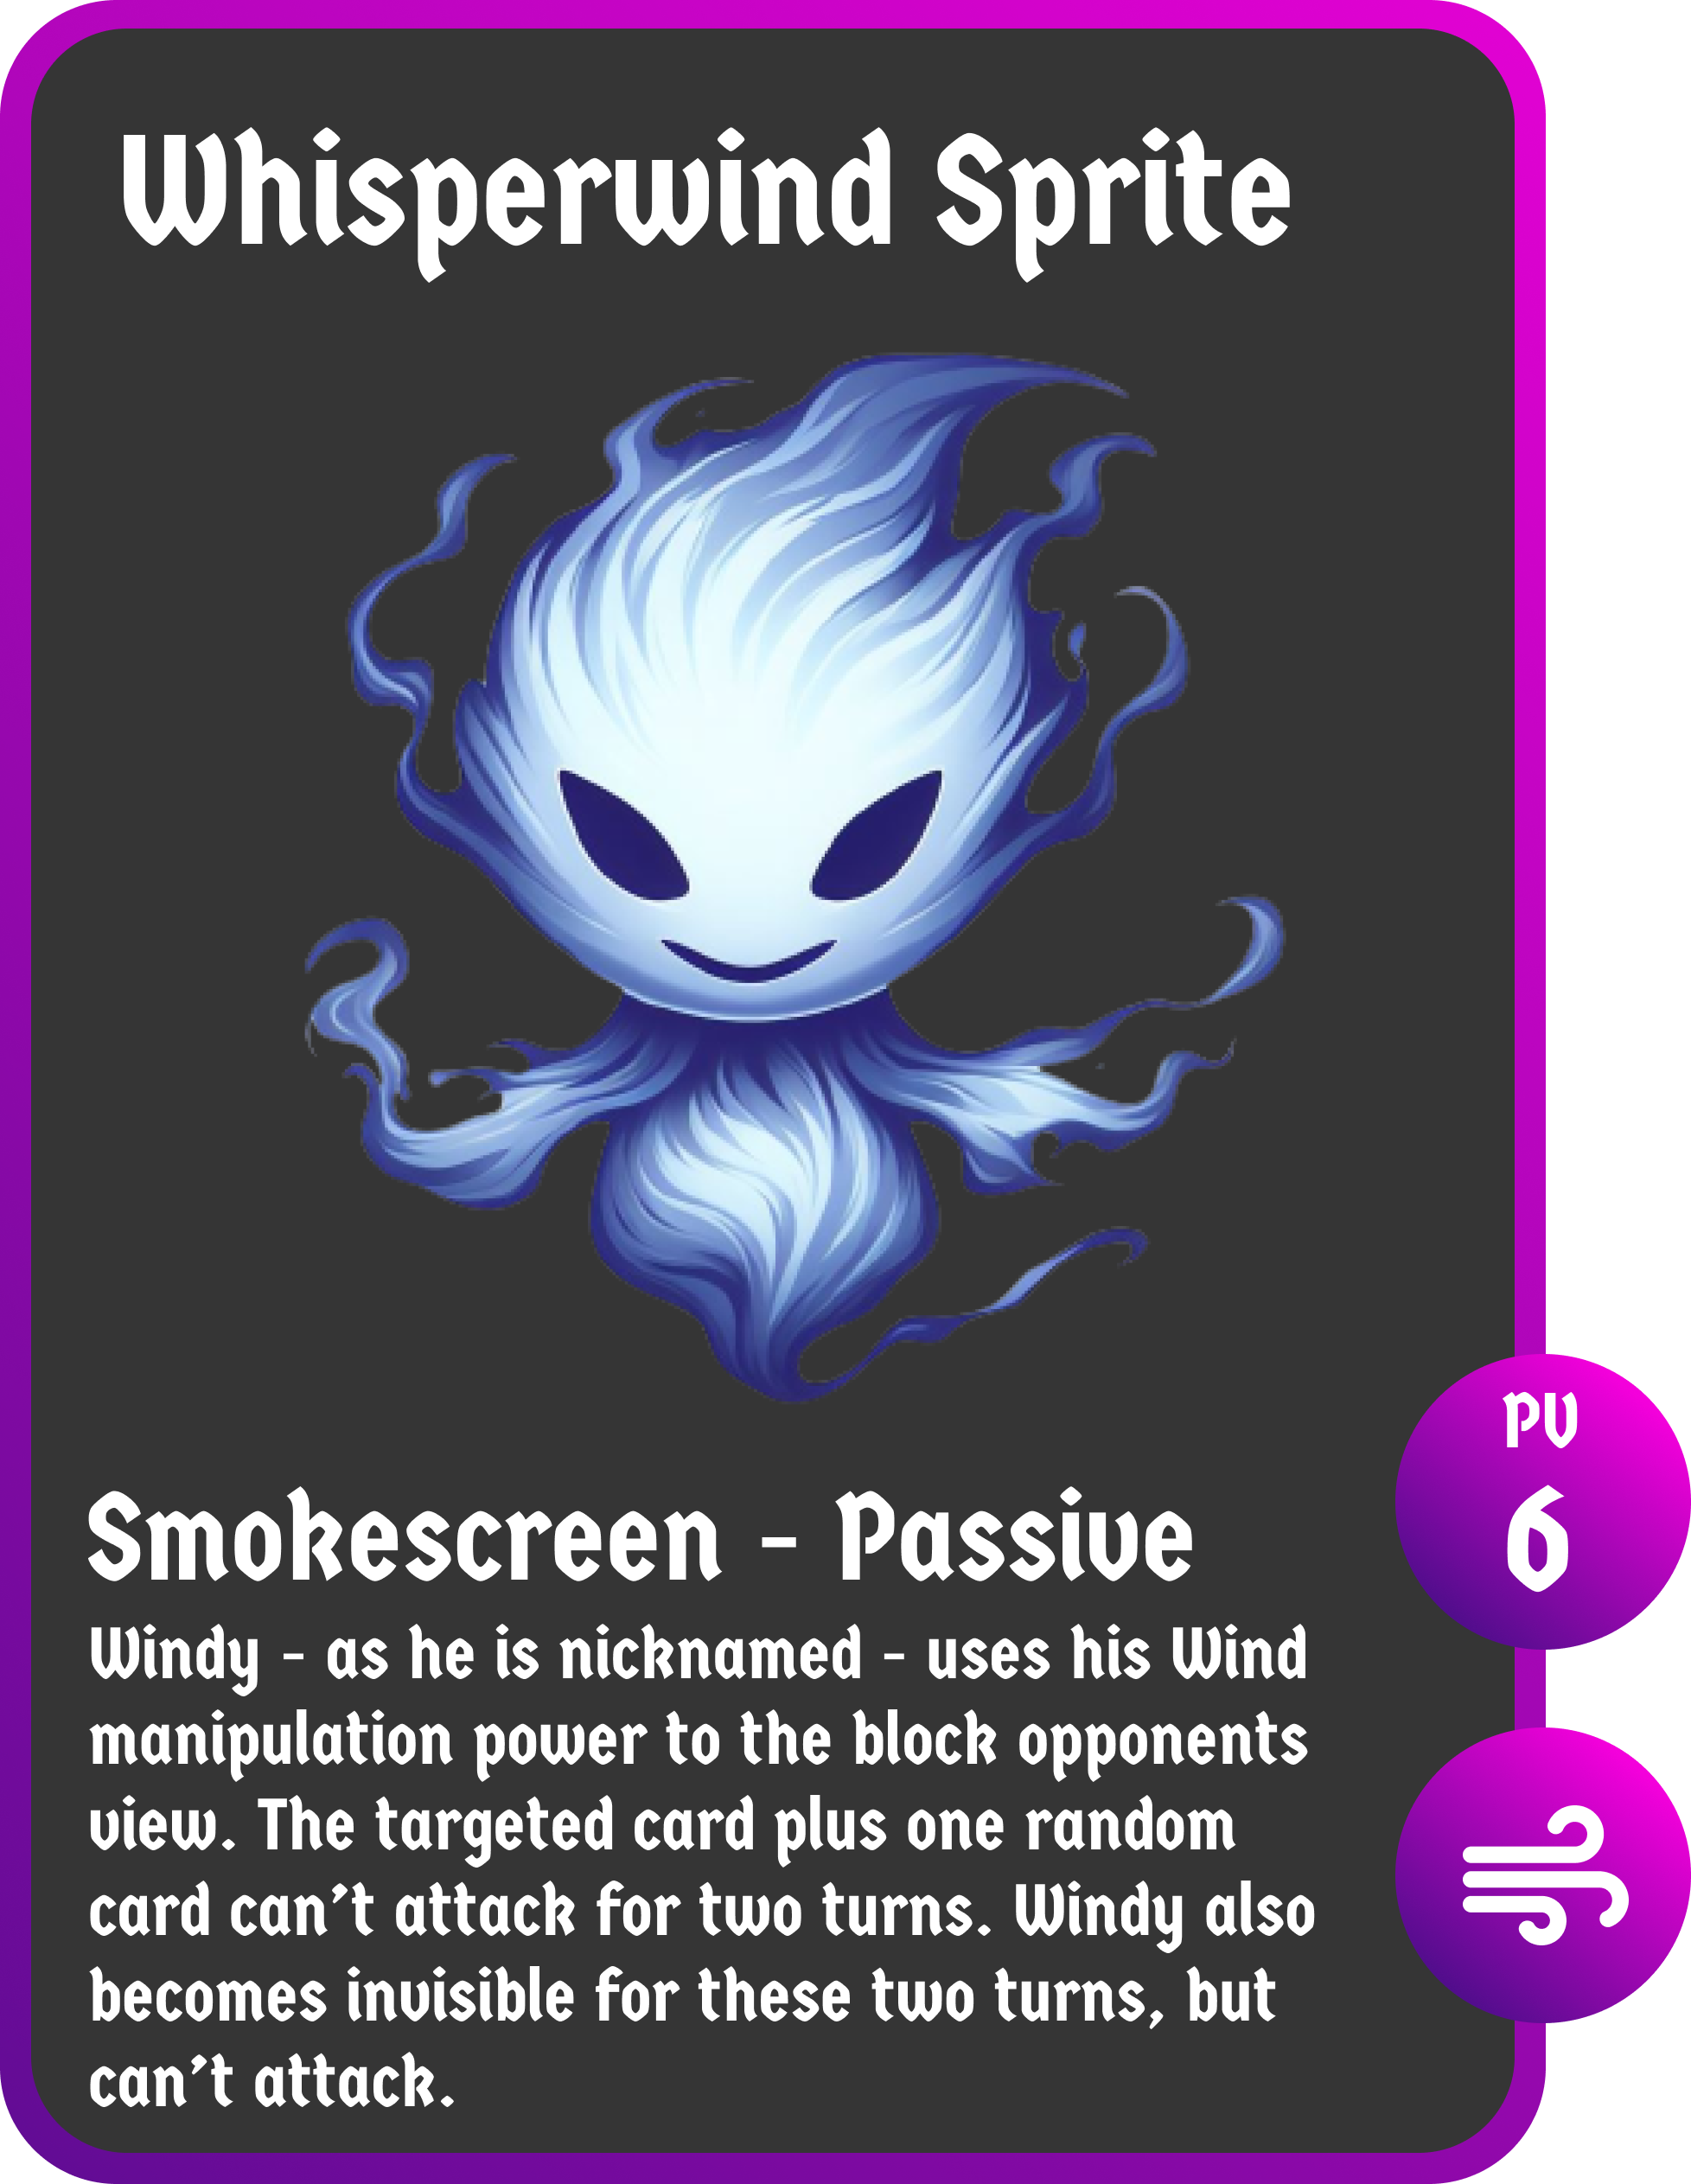 Whisperwind Sprite
PV
6
Smokescreen - Passive
Windy - as he is nicknamed - uses his Wind
manipulation power to the block opponents
view. The targeted card plus one random
card can't attack for two turns. Windy also
becomes invisible for these two turns, but
can't attack.